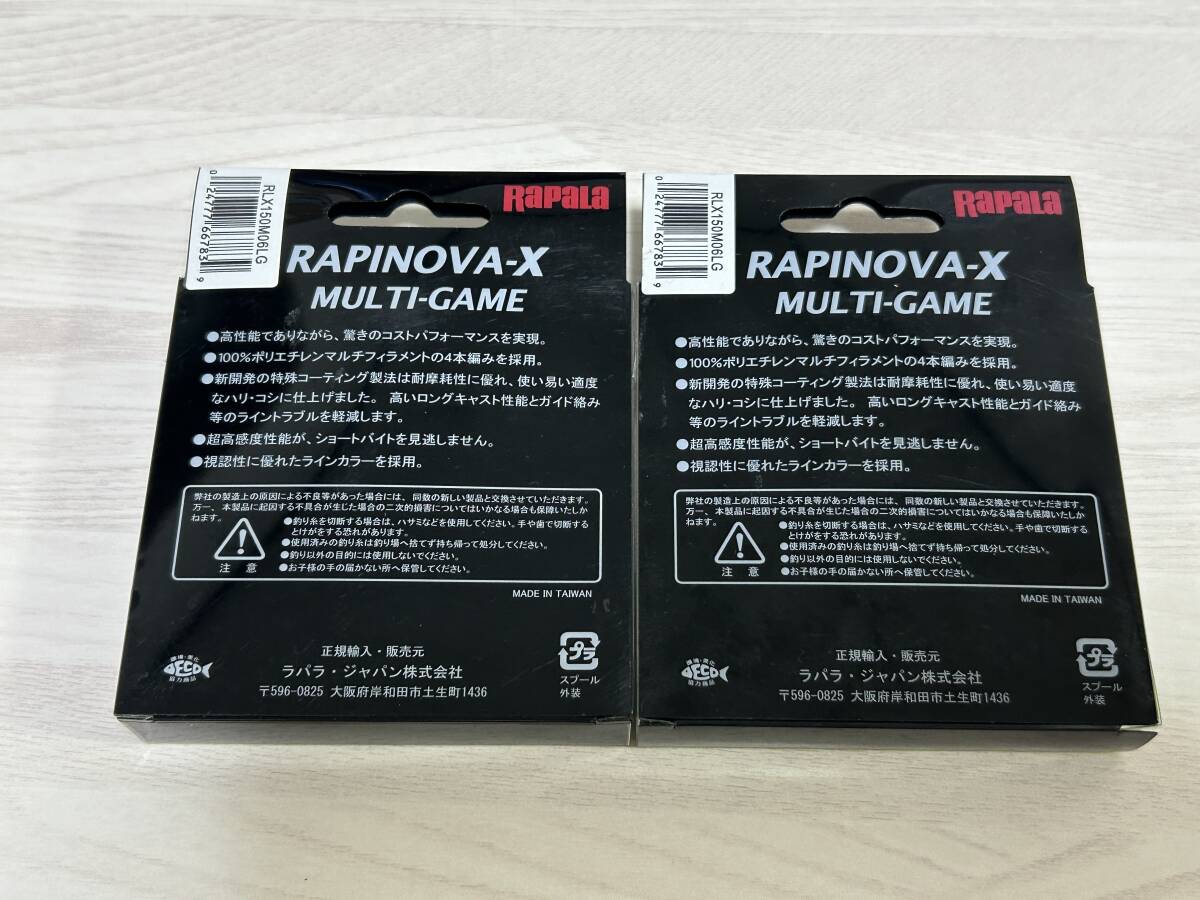 RLX150M06LG
0 24777 66783 9
Rapala
RAPINOVA-X
MULTI-GAME
●高性能でありながら、驚きのコストパフォーマンスを実現。
●100%ポリエチレンマルチフィラメントの4本編みを採用。
●新開発の特殊コーティング製法は耐摩耗性に優れ、使い易い適度
なハリ・コシに仕上げました。 高いロングキャスト性能とガイド絡み
等のライントラブルを軽減します。
●超高感度性能が、ショートバイトを見逃しません。
●視認性に優れたラインカラーを採用。
弊社の製造上の原因による不良等があった場合には、同数の新しい製品と交換させていただきます。
万一、本製品に起因する不具合が生じた場合の二次的損害についてはいかなる場合も保障いたしか
ねます。
●釣り糸を切断する場合は、ハサミなどを使用してください。手や歯で切断する
とけがをする恐れがあります。
●使用済みの釣り糸は釣り場へ捨てず持ち帰って処分してください。
●釣り以外の目的には使用しないでください。
●お子様の手の届かない所へ保管してください。
注 意
MADE IN TAIWAN
正規輸入・販売元
ラパラ・ジャパン株式会社
〒596-0825 大阪府岸和田市土生町1436
ECO
協力商品
プラ
スプール
外装
RLX150M06LG
0 24777 66783 9
Rapala
RAPINOVA-X
MULTI-GAME
●高性能でありながら、驚きのコストパフォーマンスを実現。
●100%ポリエチレンマルチフィラメントの4本編みを採用。
●新開発の特殊コーティング製法は耐摩耗性に優れ、使い易い適度
なハリ・コシに仕上げました。 高いロングキャスト性能とガイド絡み
等のライントラブルを軽減します。
●超高感度性能が、ショートバイトを見逃しません。
●視認性に優れたラインカラーを採用。
弊社の製造上の原因による不良等があった場合には、同数の新しい製品と交換させていただきます。
万一、本製品に起因する不具合が生じた場合の二次的損害についてはいかなる場合も保障いたしか
ねます。
●釣り糸を切断する場合は、ハサミなどを使用してください。手や歯で切断する
とけがをする恐れがあります。
●使用済みの釣り糸は釣り場へ捨てず持ち帰って処分してください。
●釣り以外の目的には使用しないでください。
●お子様の手の届かない所へ保管してください。
注 意
MADE IN TAIWAN
正規輸入・販売元
ラパラ・ジャパン株式会社
〒596-0825 大阪府岸和田市土生町1436
ECO
協力商品
プラ
スプール
外装